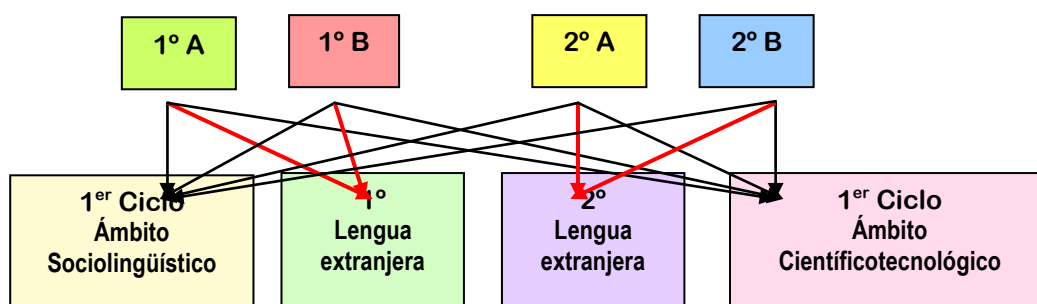 1º A
1º B
2º A
2º B
1er Ciclo
Ámbito
Sociolingüístico
1º
Lengua
extranjera
2º
Lengua
extranjera
1er Ciclo
Ámbito
Científicotecnológico